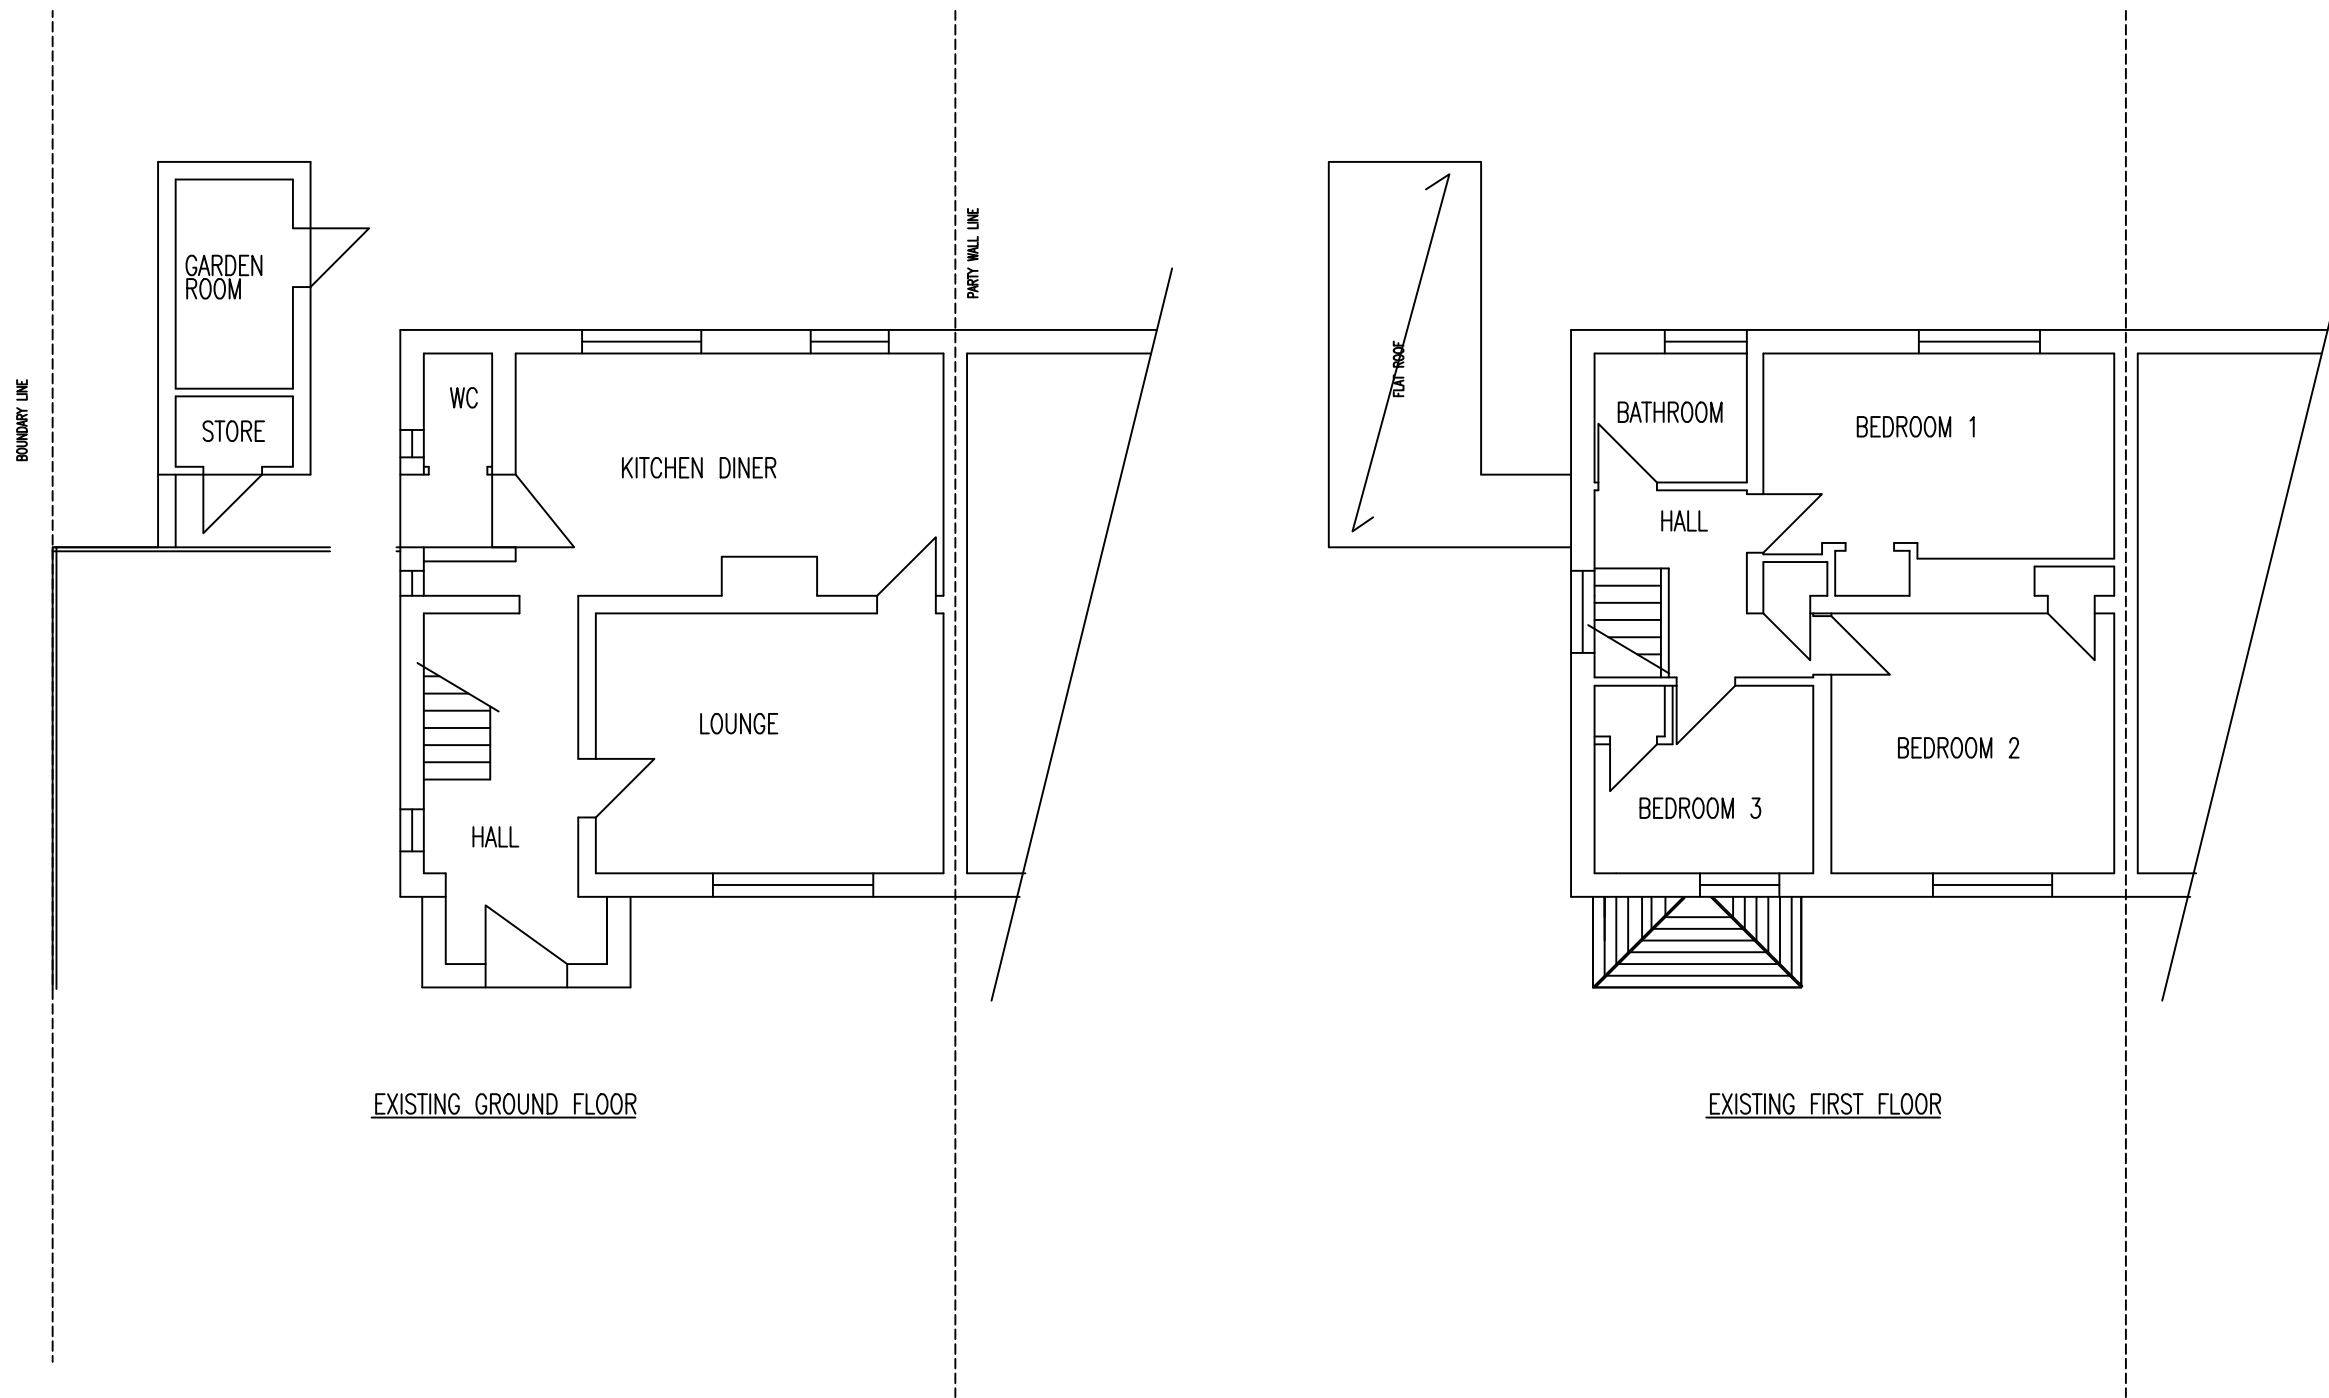 BOUNDARY LINE
GARDEN
ROOM
STORE
WC
KITCHEN DINER
LOUNGE
HALL
PARTY WALL LINE
EXISTING GROUND FLOOR
FLAT ROOF
BATHROOM
BEDROOM 1
HALL
BEDROOM 2
BEDROOM 3
EXISTING FIRST FLOOR